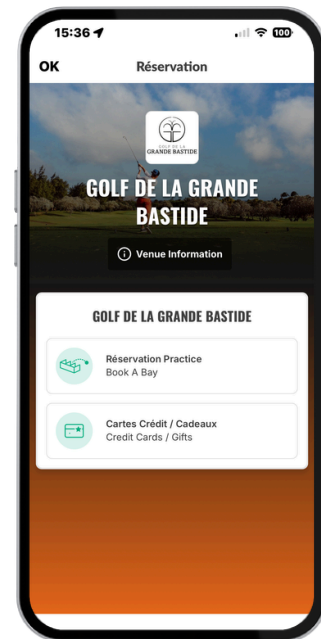 15:36
100
OK
Réservation
GOLF DE LA
GRANDE BASTIDE
GOLF DE LA GRANDE
BASTIDE
Venue Information
GOLF DE LA GRANDE BASTIDE
Réservation Practice
Book A Bay
Cartes Crédit / Cadeaux
Credit Cards / Gifts